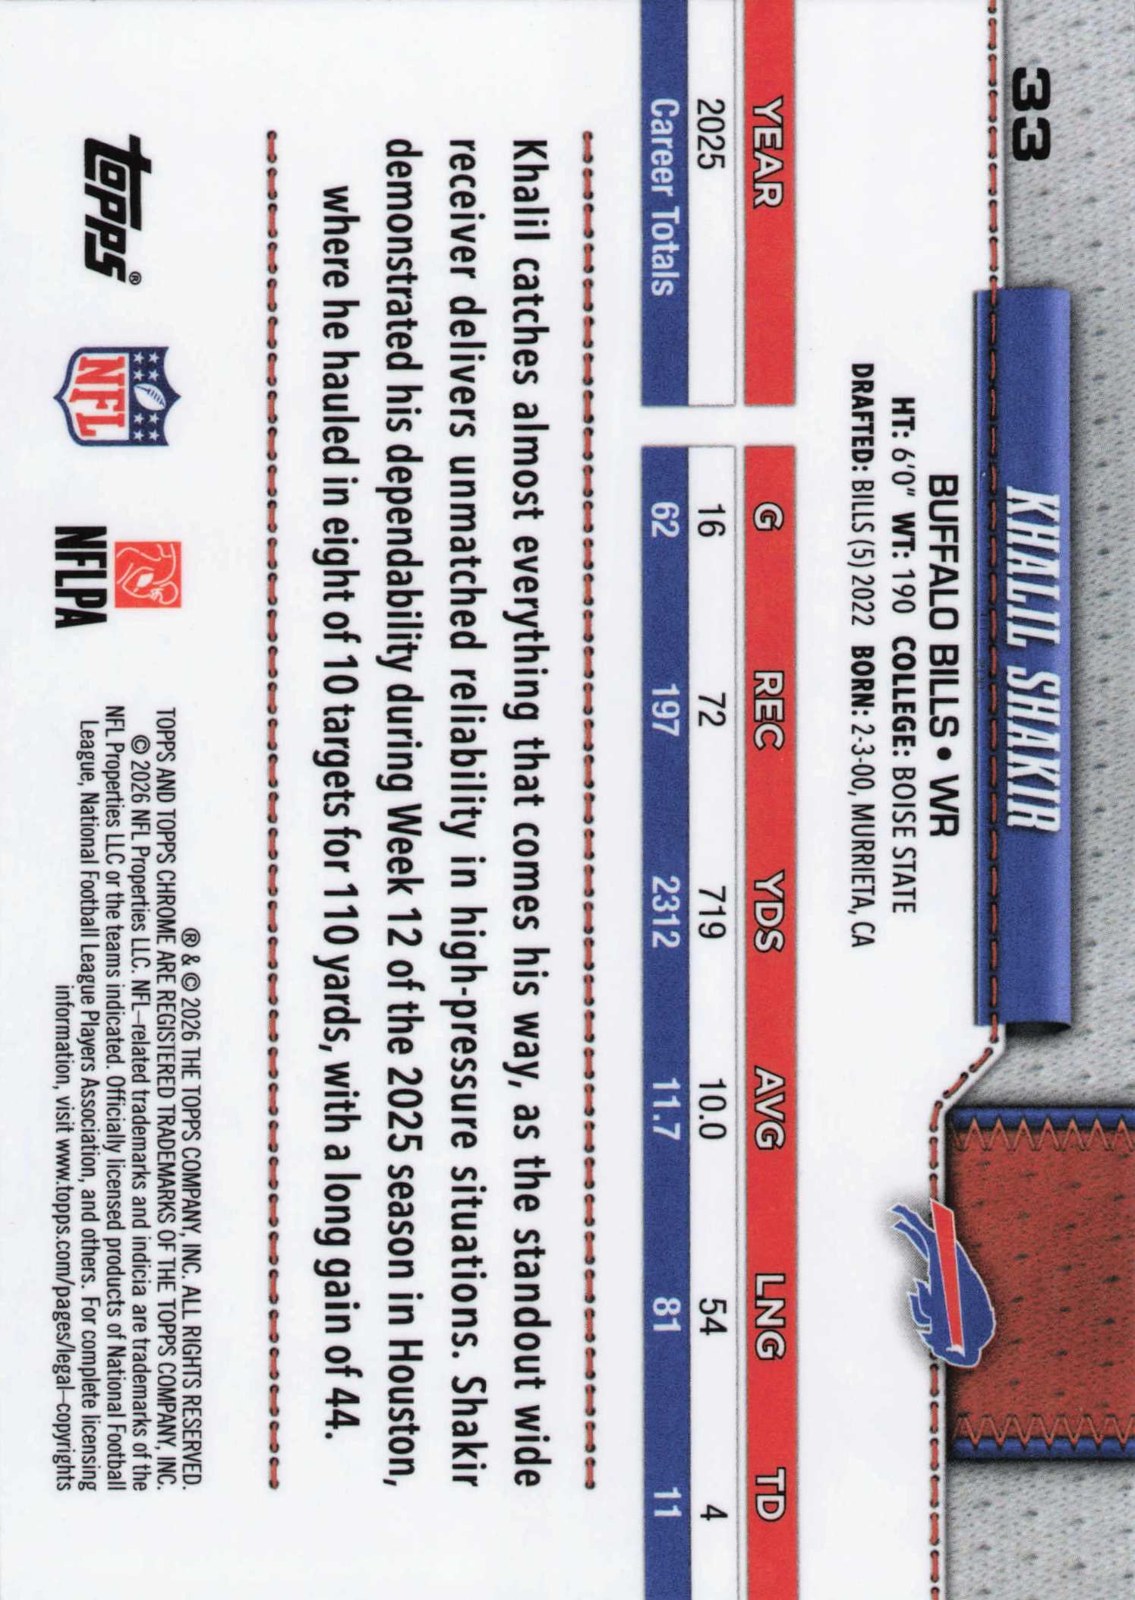 33
KHALIL SHAKIR
BUFFALO BILLS • WR
HT: 6'0" WT: 190 COLLEGE: BOISE STATE
DRAFTED: BILLS (5) 2022 BORN: 2-3-00, MURRIETA, CA
YEAR G REC YDS AVG LNG TD
2025 16 72 719 10.0 54 4
Career Totals 62 197 2312 11.7 81 11
Khalil catches almost everything that comes his way, as the standout wide
receiver delivers unmatched reliability in high-pressure situations. Shakir
demonstrated his dependability during Week 12 of the 2025 season in Houston,
where he hauled in eight of 10 targets for 110 yards, with a long gain of 44.
topps®
NFL
NFLPA
® & © 2026 THE TOPPS COMPANY, INC. ALL RIGHTS RESERVED.
TOPPS AND TOPPS CHROME ARE REGISTERED TRADEMARKS OF THE TOPPS COMPANY, INC.
© 2026 NFL Properties LLC. NFL-related trademarks and indicia are trademarks of the
NFL Properties LLC or the teams indicated. Officially licensed products of National Football
League, National Football League Players Association, and others. For complete licensing
information, visit www.topps.com/pages/legal-copyrights